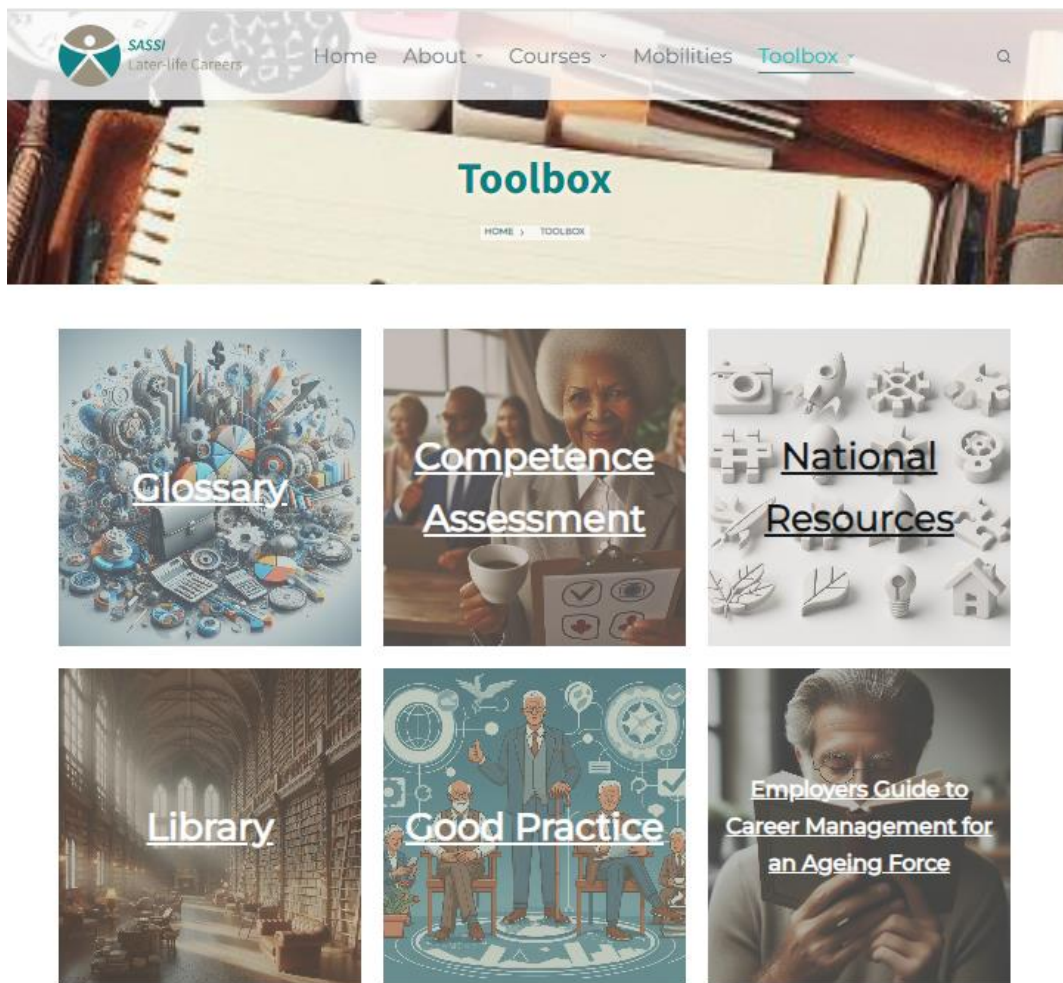 SASSI
Later-life Careers
Home About Courses Mobilities Toolbox
Toolbox
HOME > TOOLBOX
Glossary
Competence
Assessment
National
Resources
Library
Good Practice
Employers Guide to
Career Management for
an Ageing Force